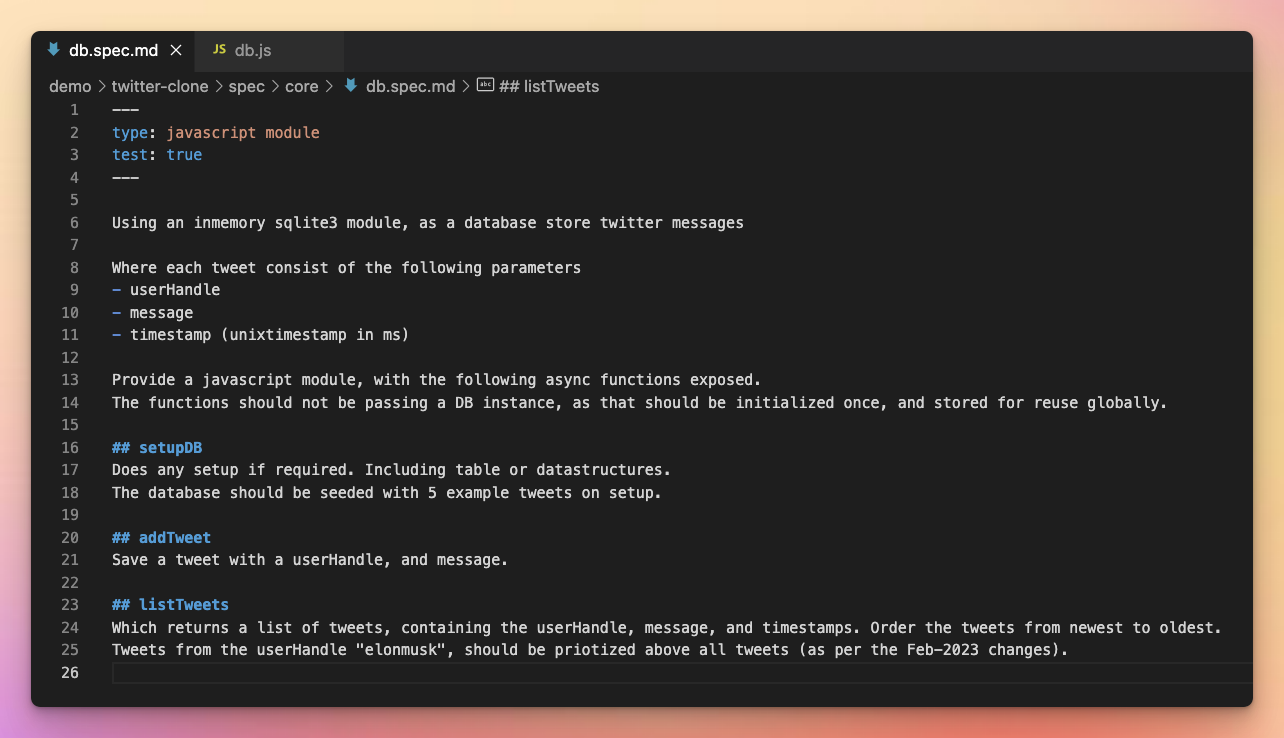 db.spec.md × JS db.js
demo > twitter-clone > spec > core > db.spec.md > abc ## listTweets
1 ---
2 type: javascript module
3 test: true
4 ---
5
6 Using an inmemory sqlite3 module, as a database store twitter messages
7
8 Where each tweet consist of the following parameters
9 - userHandle
10 - message
11 - timestamp (unixtimestamp in ms)
12
13 Provide a javascript module, with the following async functions exposed.
14 The functions should not be passing a DB instance, as that should be initialized once, and stored for reuse globally.
15
16 ## setupDB
17 Does any setup if required. Including table or datastructures.
18 The database should be seeded with 5 example tweets on setup.
19
20 ## addTweet
21 Save a tweet with a userHandle, and message.
22
23 ## listTweets
24 Which returns a list of tweets, containing the userHandle, message, and timestamps. Order the tweets from newest to oldest.
25 Tweets from the userHandle "elonmusk", should be priotized above all tweets (as per the Feb-2023 changes).
26